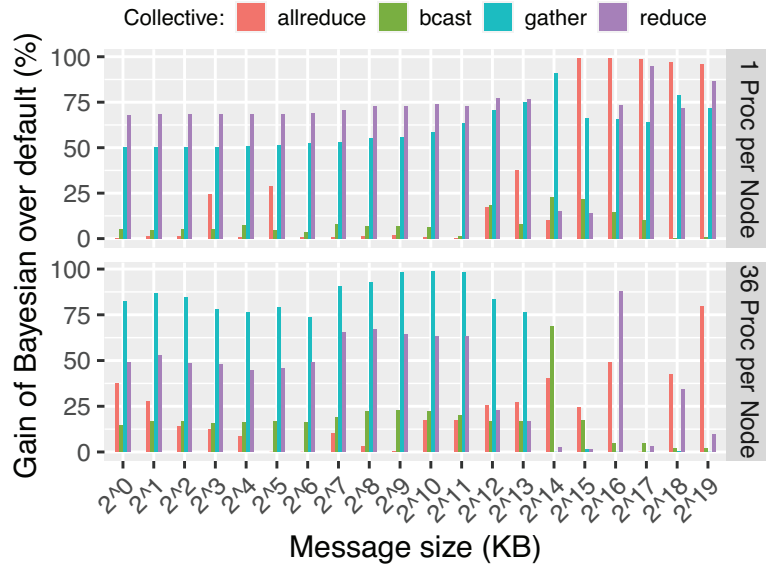 Collective: allreduce bcast gather reduce
Gain of Bayesian over default (%)
100
75
50
25
0
1 Proc per Node
100
75
50
25
0
36 Proc per Node
2^0 2^1 2^2 2^3 2^4 2^5 2^6 2^7 2^8 2^9 2^10 2^11 2^12 2^13 2^14 2^15 2^16 2^17 2^18 2^19
Message size (KB)